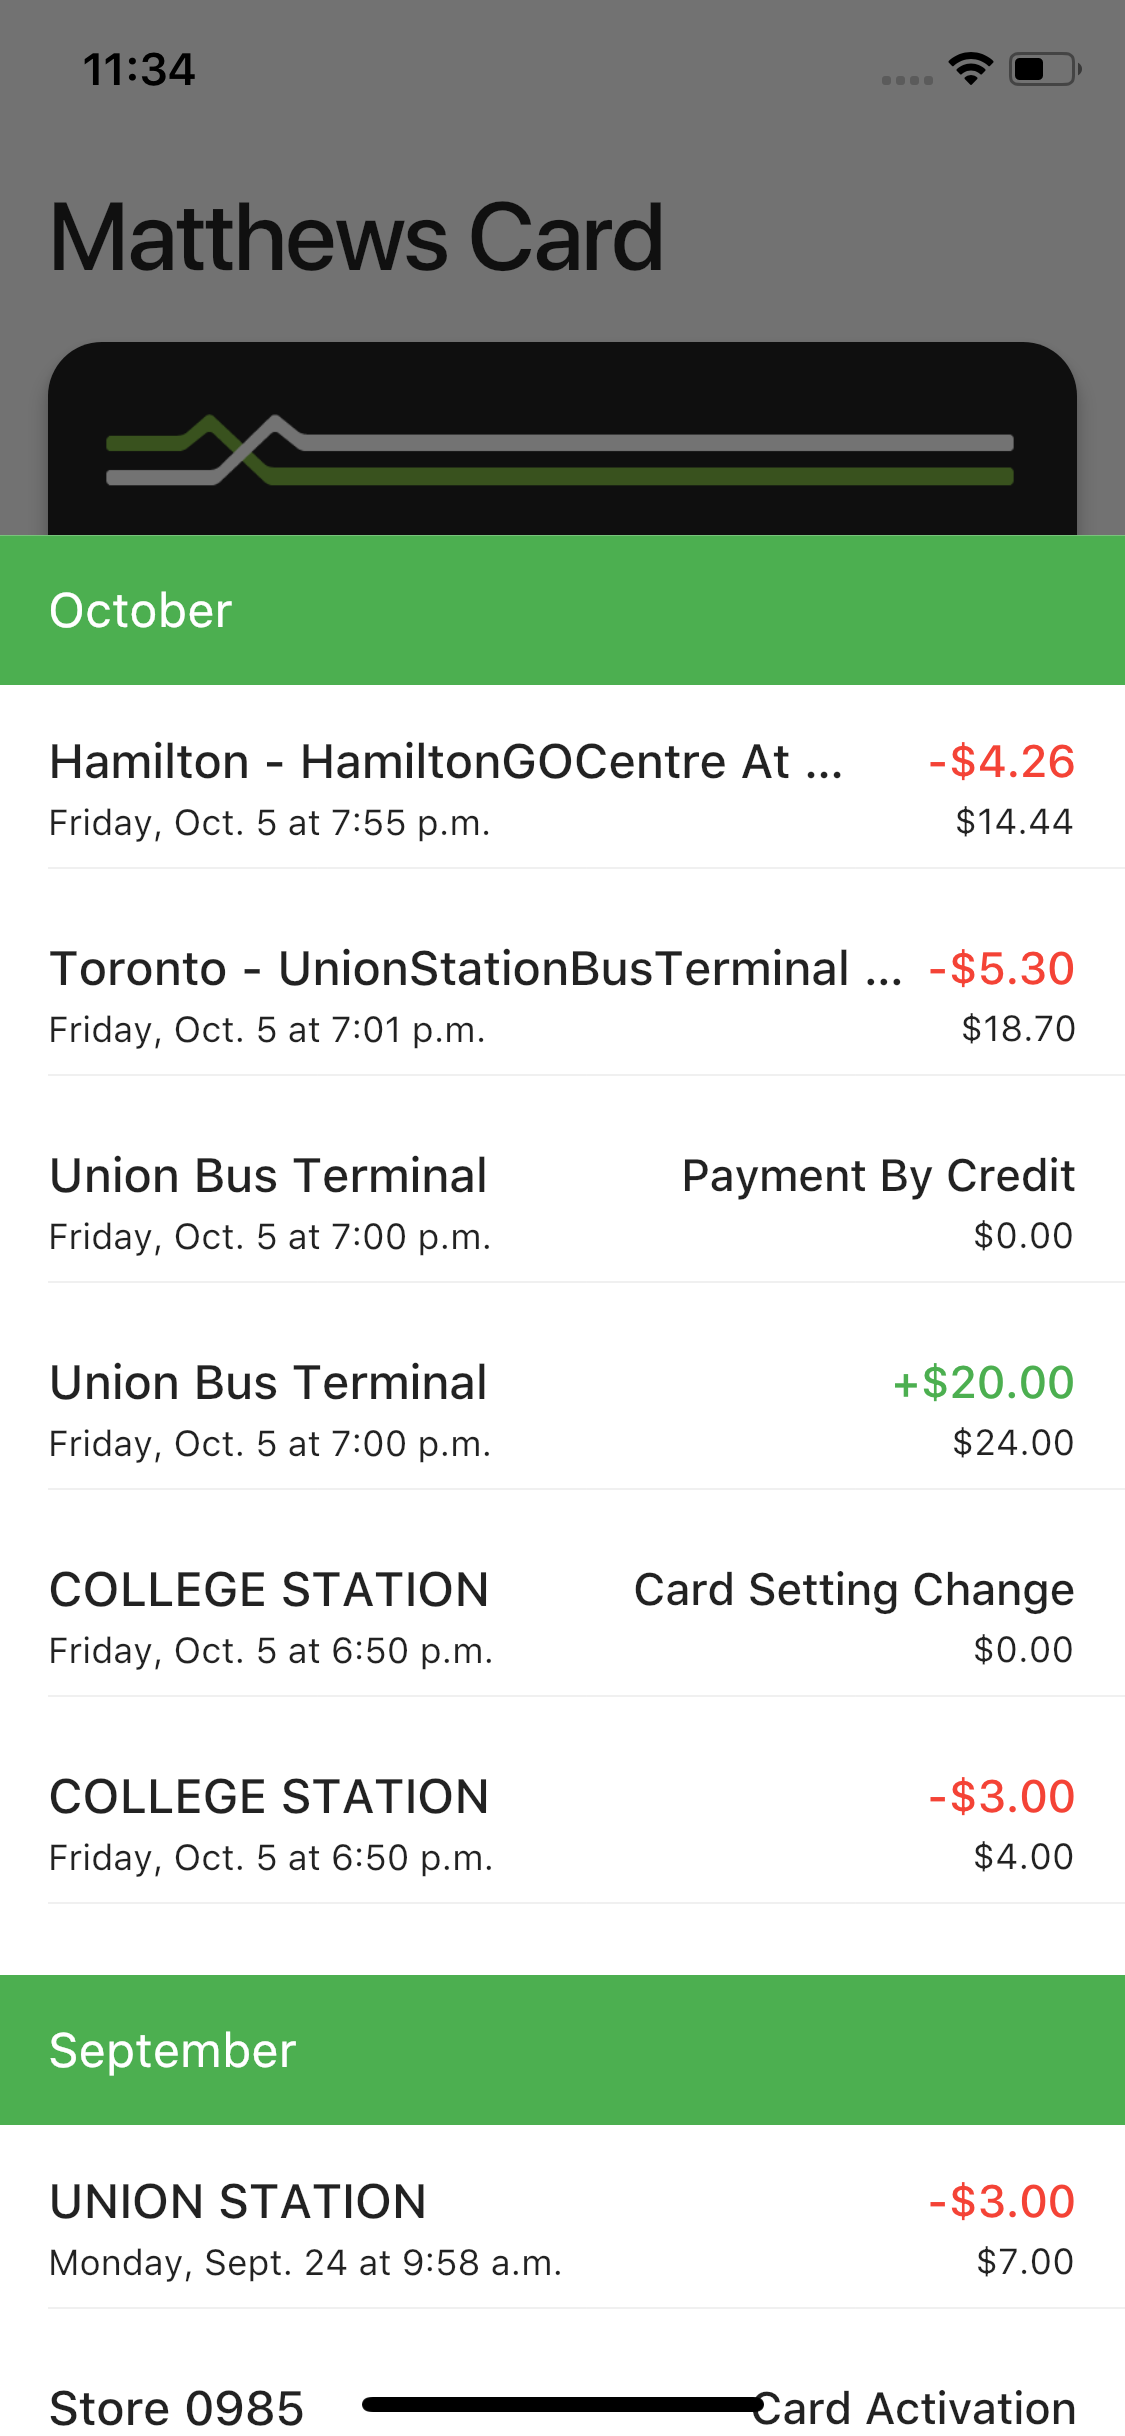 11:34
Matthews Card
October
Hamilton - HamiltonGOCentre At ... -$4.26
Friday, Oct. 5 at 7:55 p.m. $14.44
Toronto - UnionStationBusTerminal ... -$5.30
Friday, Oct. 5 at 7:01 p.m. $18.70
Union Bus Terminal Payment By Credit
Friday, Oct. 5 at 7:00 p.m. $0.00
Union Bus Terminal +$20.00
Friday, Oct. 5 at 7:00 p.m. $24.00
COLLEGE STATION Card Setting Change
Friday, Oct. 5 at 6:50 p.m. $0.00
COLLEGE STATION -$3.00
Friday, Oct. 5 at 6:50 p.m. $4.00
September
UNION STATION -$3.00
Monday, Sept. 24 at 9:58 a.m. $7.00
Store 0985 Card Activation